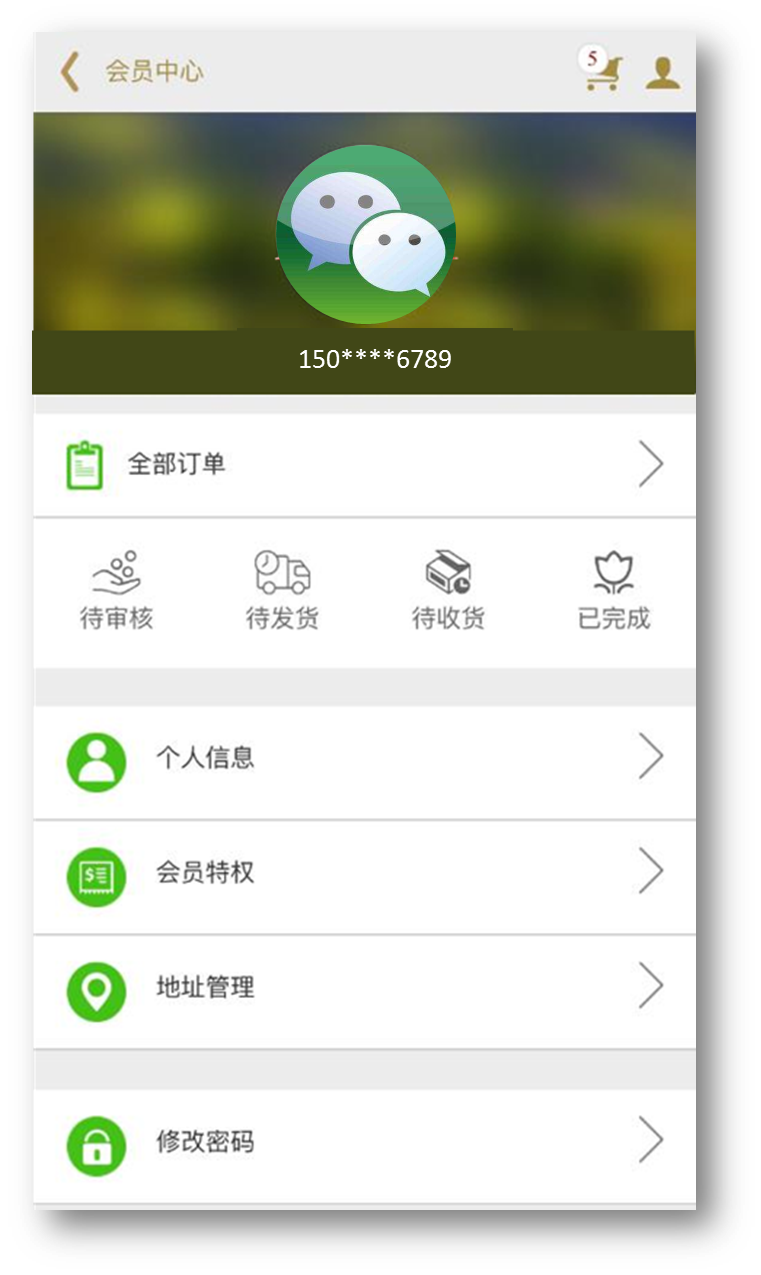 会员中心
5
150****6789
全部订单
待审核 待发货 待收货 已完成
个人信息
会员特权
$
地址管理
修改密码